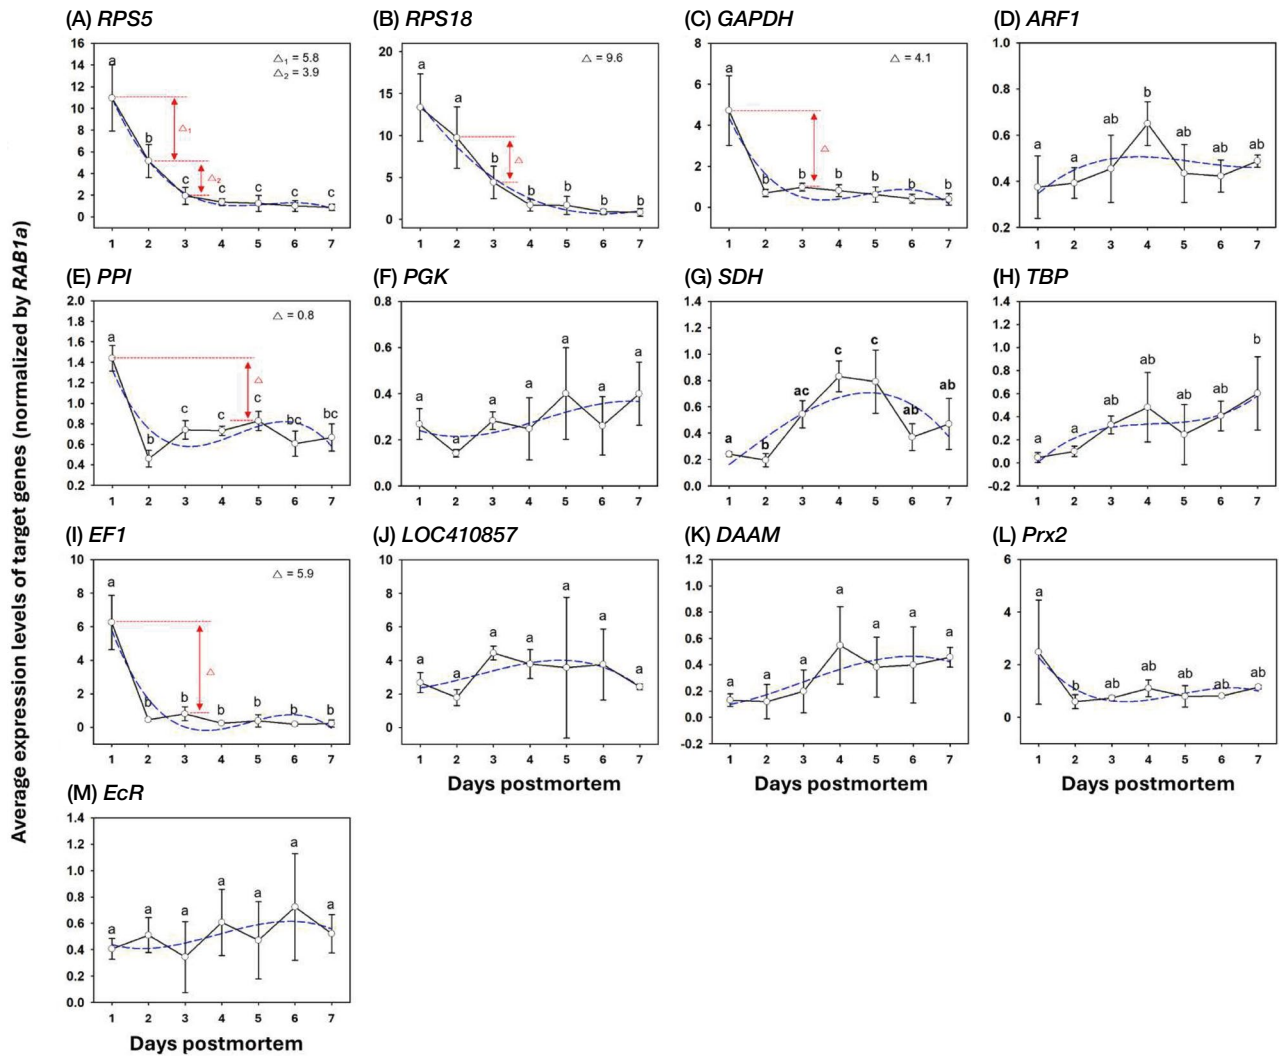 (A) RPS5
(B) RPS18
(C) GAPDH
(D) ARF1
16
14
12
10
8
6
4
2
0
△1 = 5.8
△2 = 3.9
a
b
c
c
c
c
c
△1
△2
1 2 3 4 5 6 7
20
15
10
5
0
△ = 9.6
a
a
b
b
b
b
b
△
1 2 3 4 5 6 7
8
6
4
2
0
△ = 4.1
a
b
b
b
b
b
b
△
1 2 3 4 5 6 7
1.0
0.8
0.6
0.4
0.2
a
a
ab
b
ab
ab
ab
1 2 3 4 5 6 7
Average expression levels of target genes (normalized by RAB1a)
(E) PPI
(F) PGK
(G) SDH
(H) TBP
2.0
1.8
1.6
1.4
1.2
1.0
0.8
0.6
0.4
0.2
△ = 0.8
a
b
c
c
c
bc
bc
△
1 2 3 4 5 6 7
0.8
0.6
0.4
0.2
0.0
a
a
a
a
a
a
a
1 2 3 4 5 6 7
1.4
1.2
1.0
0.8
0.6
0.4
0.2
0.0
a
b
ac
c
c
ab
ab
1 2 3 4 5 6 7
1.4
1.2
1.0
0.8
0.6
0.4
0.2
0.0
-0.2
a
a
ab
ab
ab
ab
b
1 2 3 4 5 6 7
(I) EF1
(J) LOC410857
(K) DAAM
(L) Prx2
10
8
6
4
2
0
△ = 5.9
a
b
b
b
b
b
b
△
1 2 3 4 5 6 7
10
8
6
4
2
0
a
a
a
a
a
a
a
1 2 3 4 5 6 7
Days postmortem
1.2
1.0
0.8
0.6
0.4
0.2
0.0
-0.2
a
a
a
a
a
a
a
1 2 3 4 5 6 7
Days postmortem
6
4
2
0
a
b
ab
ab
ab
ab
ab
1 2 3 4 5 6 7
Days postmortem
(M) EcR
1.4
1.2
1.0
0.8
0.6
0.4
0.2
0.0
a
a
a
a
a
a
a
1 2 3 4 5 6 7
Days postmortem